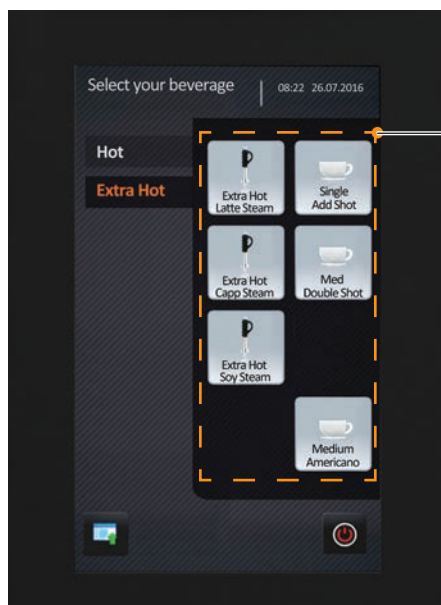 Select your beverage
08:22 26.07.2016
Hot
Extra Hot
Extra Hot
Latte Steam
Single
Add Shot
Extra Hot
Capp Steam
Med
Double Shot
Extra Hot
Soy Steam
Medium
Americano